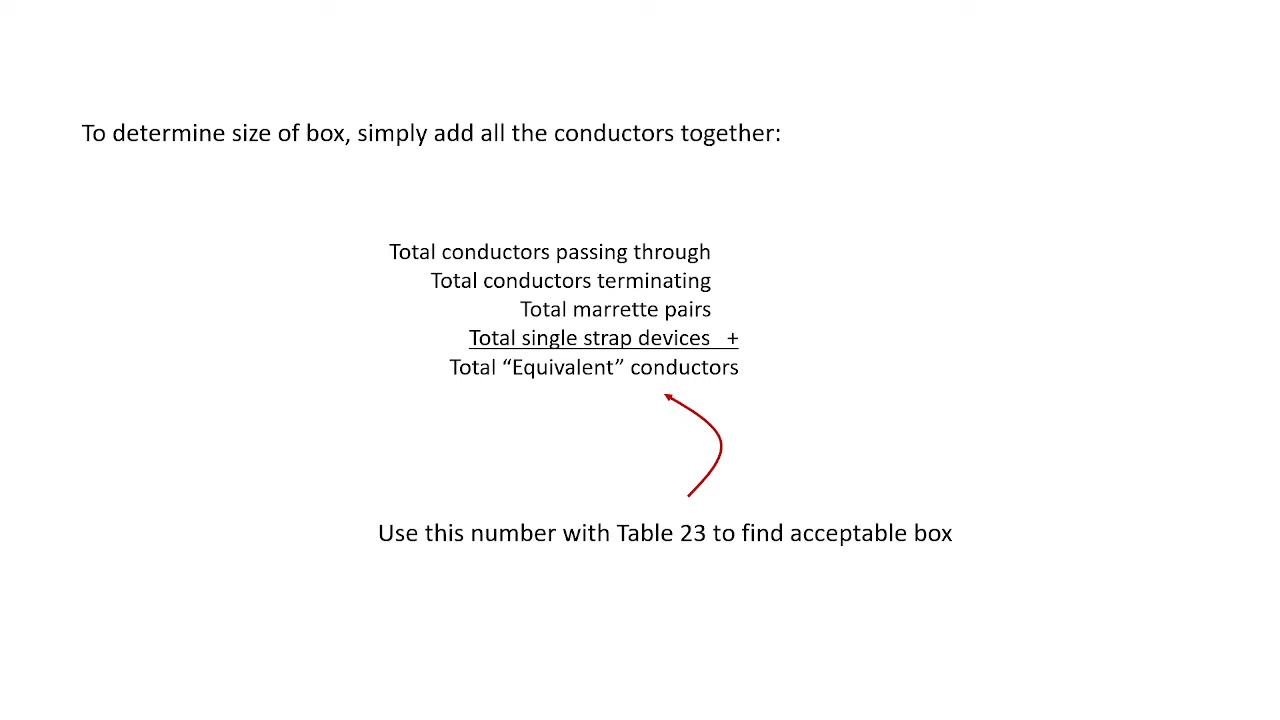 To determine size of box, simply add all the conductors together:
Total conductors passing through
Total conductors terminating
Total marrette pairs
Total single strap devices +
Total “Equivalent” conductors
Use this number with Table 23 to find acceptable box